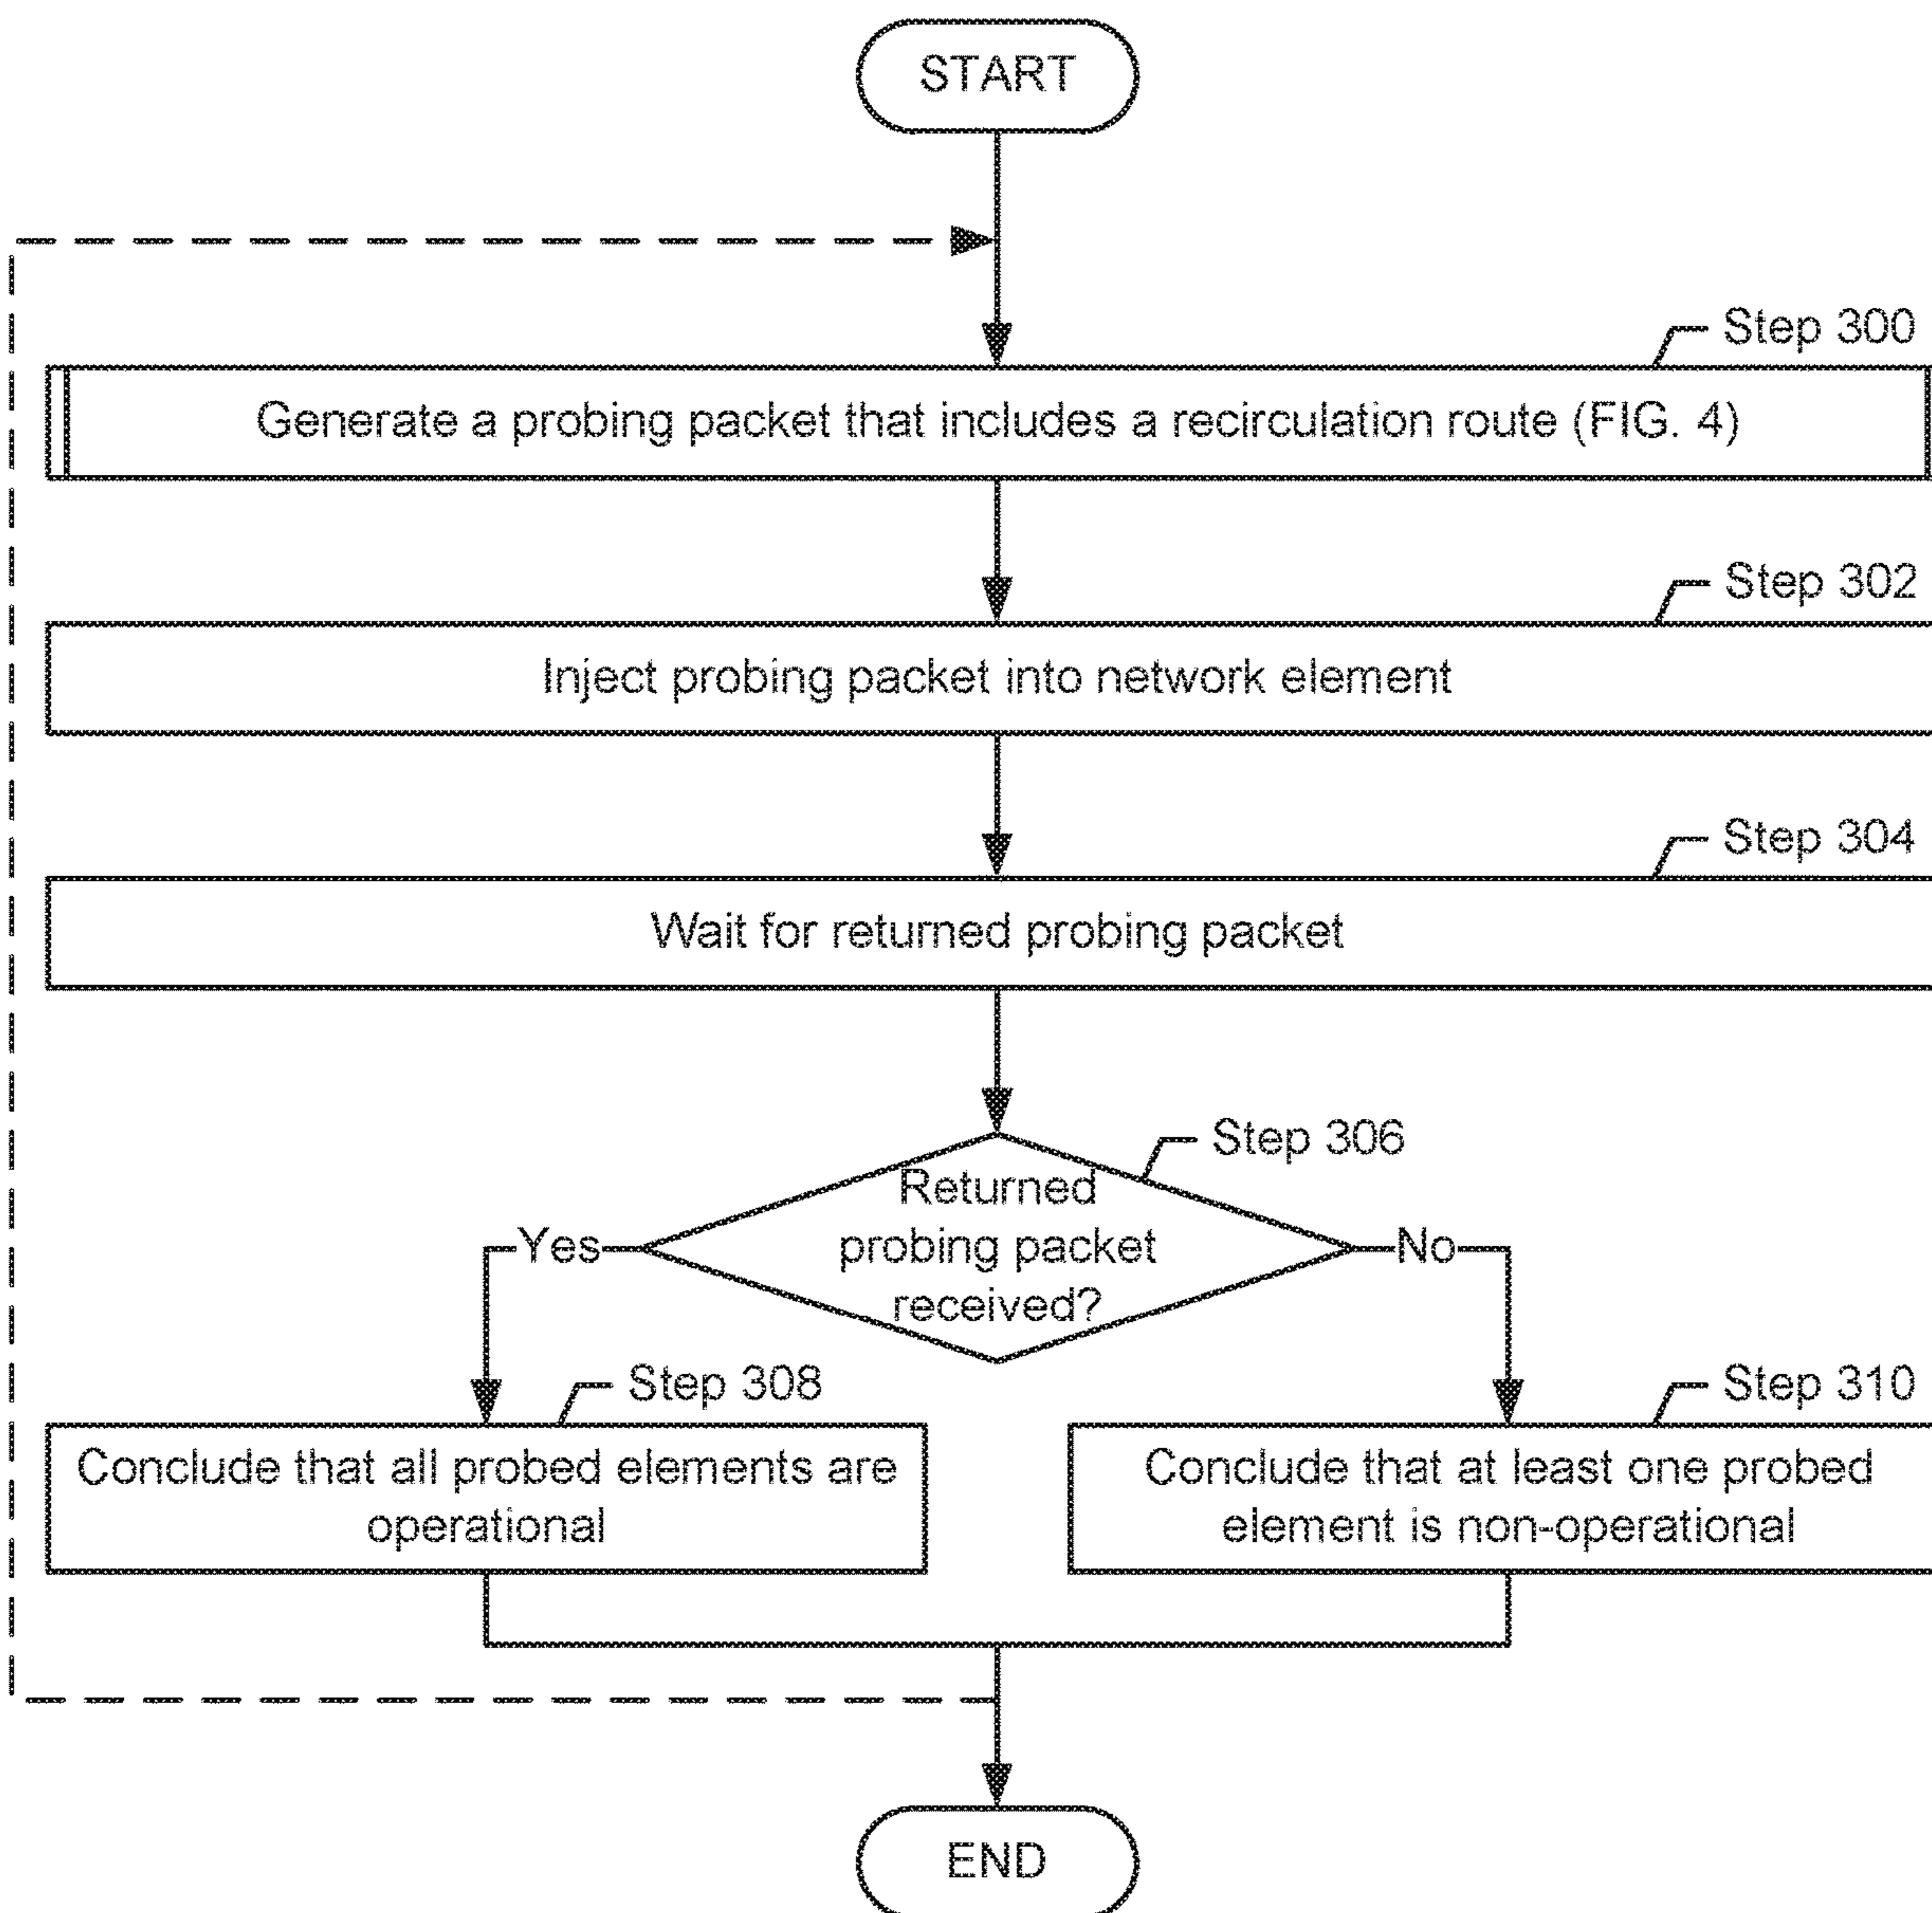 START
Step 300
Generate a probing packet that includes a recirculation route (FIG. 4)
Step 302
Inject probing packet into network element
Step 304
Wait for returned probing packet
Step 306
Returned
probing packet
received?
Yes
No
Step 308
Conclude that all probed elements are
operational
Step 310
Conclude that at least one probed
element is non-operational
END